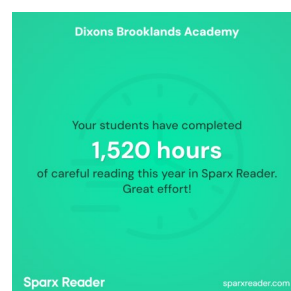 Dixons Brooklands Academy
Your students have completed
1,520 hours
of careful reading this year in Sparx Reader.
Great effort!
Sparx Reader
sparxreader.com